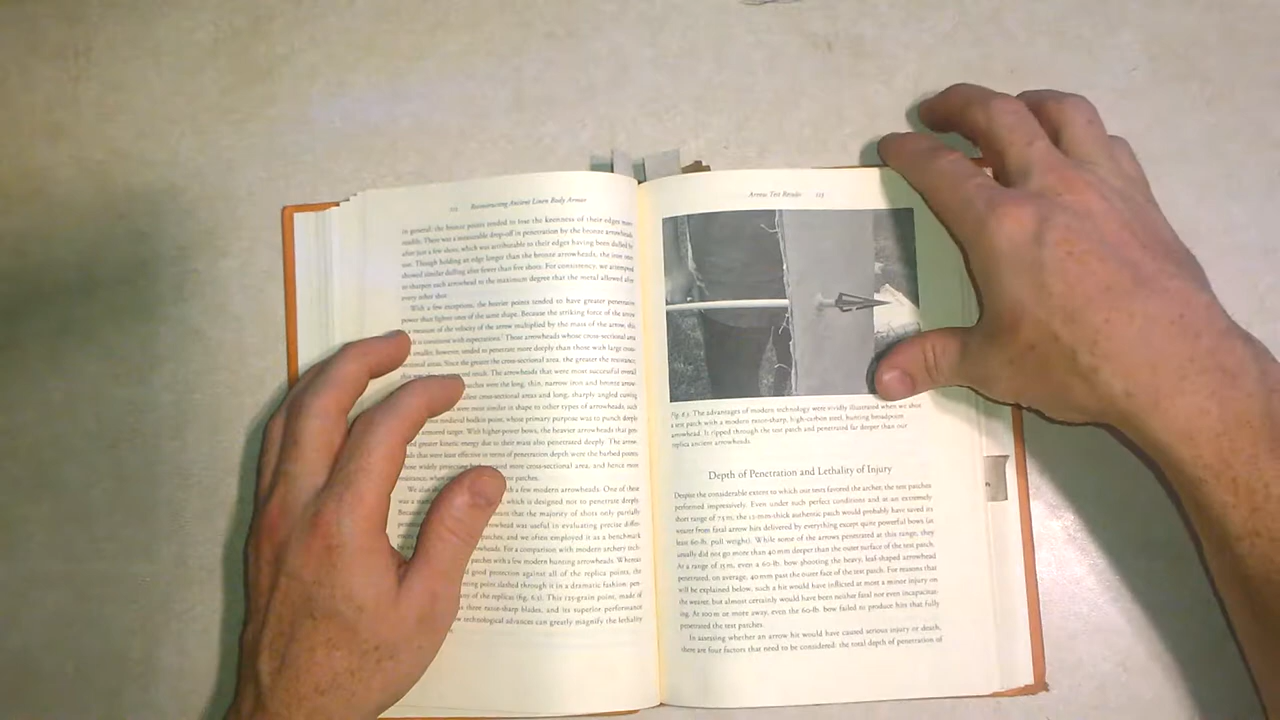 Reconstructing Ancient Linen Body Armor
in general, the bronze points tended to lose the keenness of their edges more
readily. There was a measurable drop-off in penetration by the bronze arrowheads
after just a few shots, which was attributable to their edges having been dulled by
use. Though holding an edge longer than the bronze arrowheads, the iron
showed similar dulling after fewer than five shots. For consistency, we attempted
to sharpen each arrowhead to the maximum degree that the metal allowed after
every other shot.
With a few exceptions, the heavier points tended to have greater penetrative
power than lighter ones of the same shape. Because the striking force of the arrow
a measure of the velocity of the arrow multiplied by the mass of the arrow, this
is consistent with expectations. Those arrowheads whose cross-sectional area
smaller, however, tended to penetrate more deeply than those with large
sectional areas. Since the greater the cross-sectional area, the greater the resistance,
result. The arrowheads that were most successful overall
were the long, thin, narrow iron and bronze
smallest cross-sectional areas and long, sharply angled
were most similar in shape to other types of arrowheads, such
medieval bodkin point, whose primary purpose was to punch deeply
armored target. With higher-power bows, the heavier arrowheads that
greater kinetic energy due to their mass also penetrated deeply. The
that were least effective in terms of penetration depth were the barbed points
whose widely projecting more cross-sectional area, and hence more
resistance, when patches.
We also with a few modern arrowheads. One of these
was a which is designed not to penetrate deeply.
that the majority of shots only partially
arrowhead was useful in evaluating precise
patches, and we often employed it as a benchmark
For a comparison with modern archery
patches with a few modern hunting arrowheads. Whereas
good protection against all of the replica points, the
point slashed through it in a dramatic fashion,
any of the replicas (fig. 6.3). This 125-grain point, made of
three razor-sharp blades, and its superior performance
how technological advances can greatly magnify the lethality
Arrow Test Results 123
Fig. 6.3. The advantages of modern technology were vividly illustrated when we shot
a test patch with a modern razor-sharp, high-carbon steel, hunting broadpoint
arrowhead. It ripped through the test patch and penetrated far deeper than our
replica ancient arrowheads.
Depth of Penetration and Lethality of Injury
Despite the considerable extent to which our tests favored the archer, the test patches
performed impressively. Even under such perfect conditions and at an extremely
short range of 7.5 m, the 12-mm-thick authentic patch would probably have saved its
wearer from fatal arrow hits delivered by everything except quite powerful bows (at
least 60-lb. pull weight). While some of the arrows penetrated at this range, they
usually did not go more than 40 mm deeper than the outer surface of the test patch.
At a range of 15 m, even a 60-lb. bow shooting the heavy, leaf-shaped arrowhead
penetrated, on average, 40 mm past the outer face of the test patch. For reasons that
will be explained below, such a hit would have inflicted at most a minor injury on
the wearer, but almost certainly would have been neither fatal nor even incapacitat-
ing. At 100 m or more away, even the 60-lb. bow failed to produce hits that fully
penetrated the test patches.
In assessing whether an arrow hit would have caused serious injury or death,
there are four factors that need to be considered: the total depth of penetration of